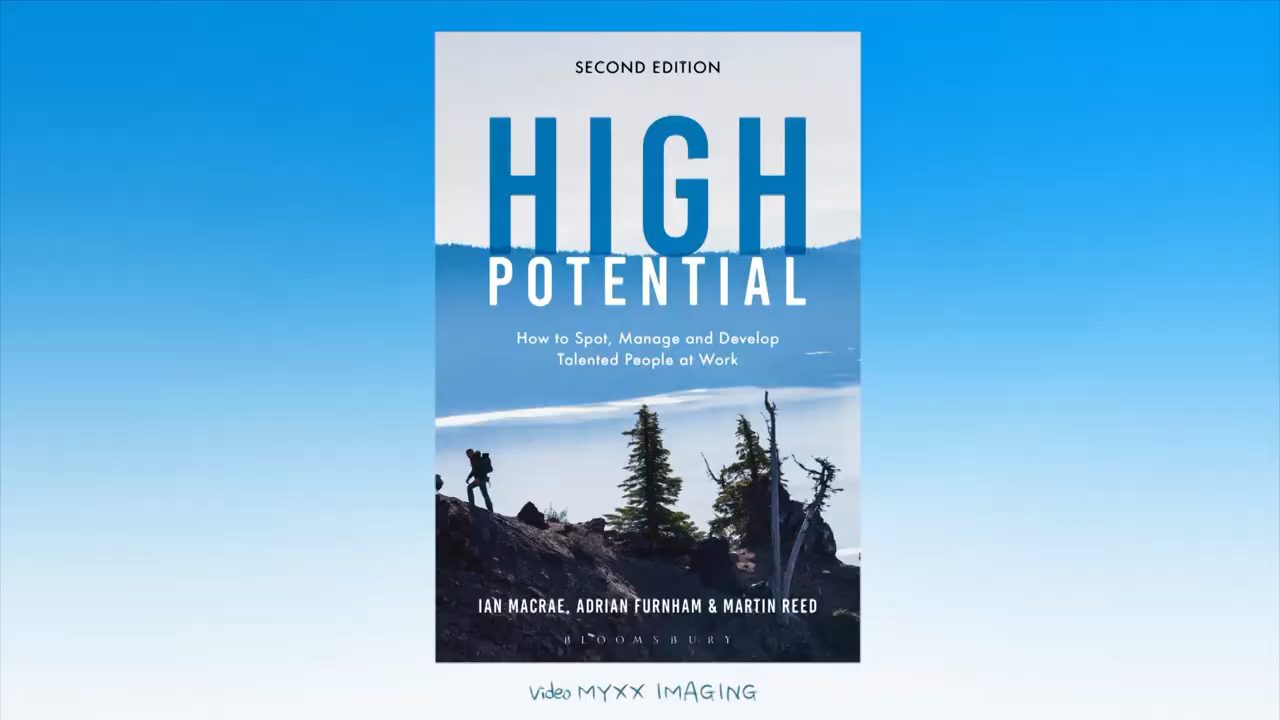 SECOND EDITION
HIGH
POTENTIAL
How to Spot, Manage and Develop
Talented People at Work
IAN MACRAE, ADRIAN FURNHAM & MARTIN REED
BLOOMSBURY
Video MYXX IMAGING